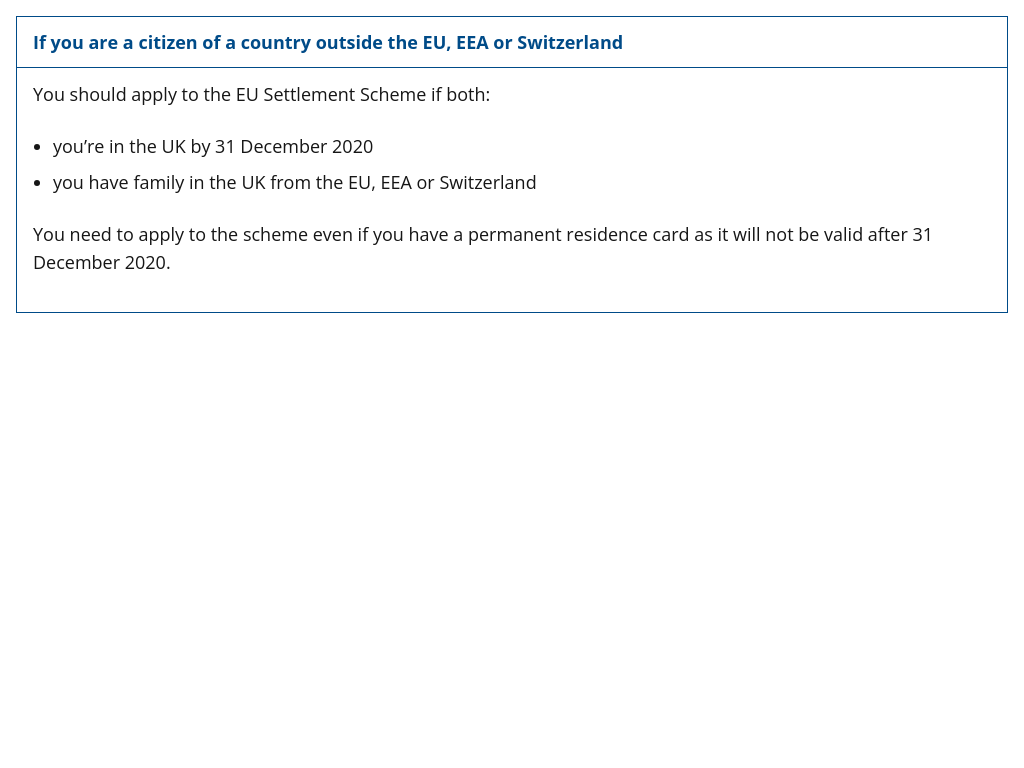 If you are a citizen of a country outside the EU, EEA or Switzerland
You should apply to the EU Settlement Scheme if both:
• you’re in the UK by 31 December 2020
• you have family in the UK from the EU, EEA or Switzerland
You need to apply to the scheme even if you have a permanent residence card as it will not be valid after 31
December 2020.